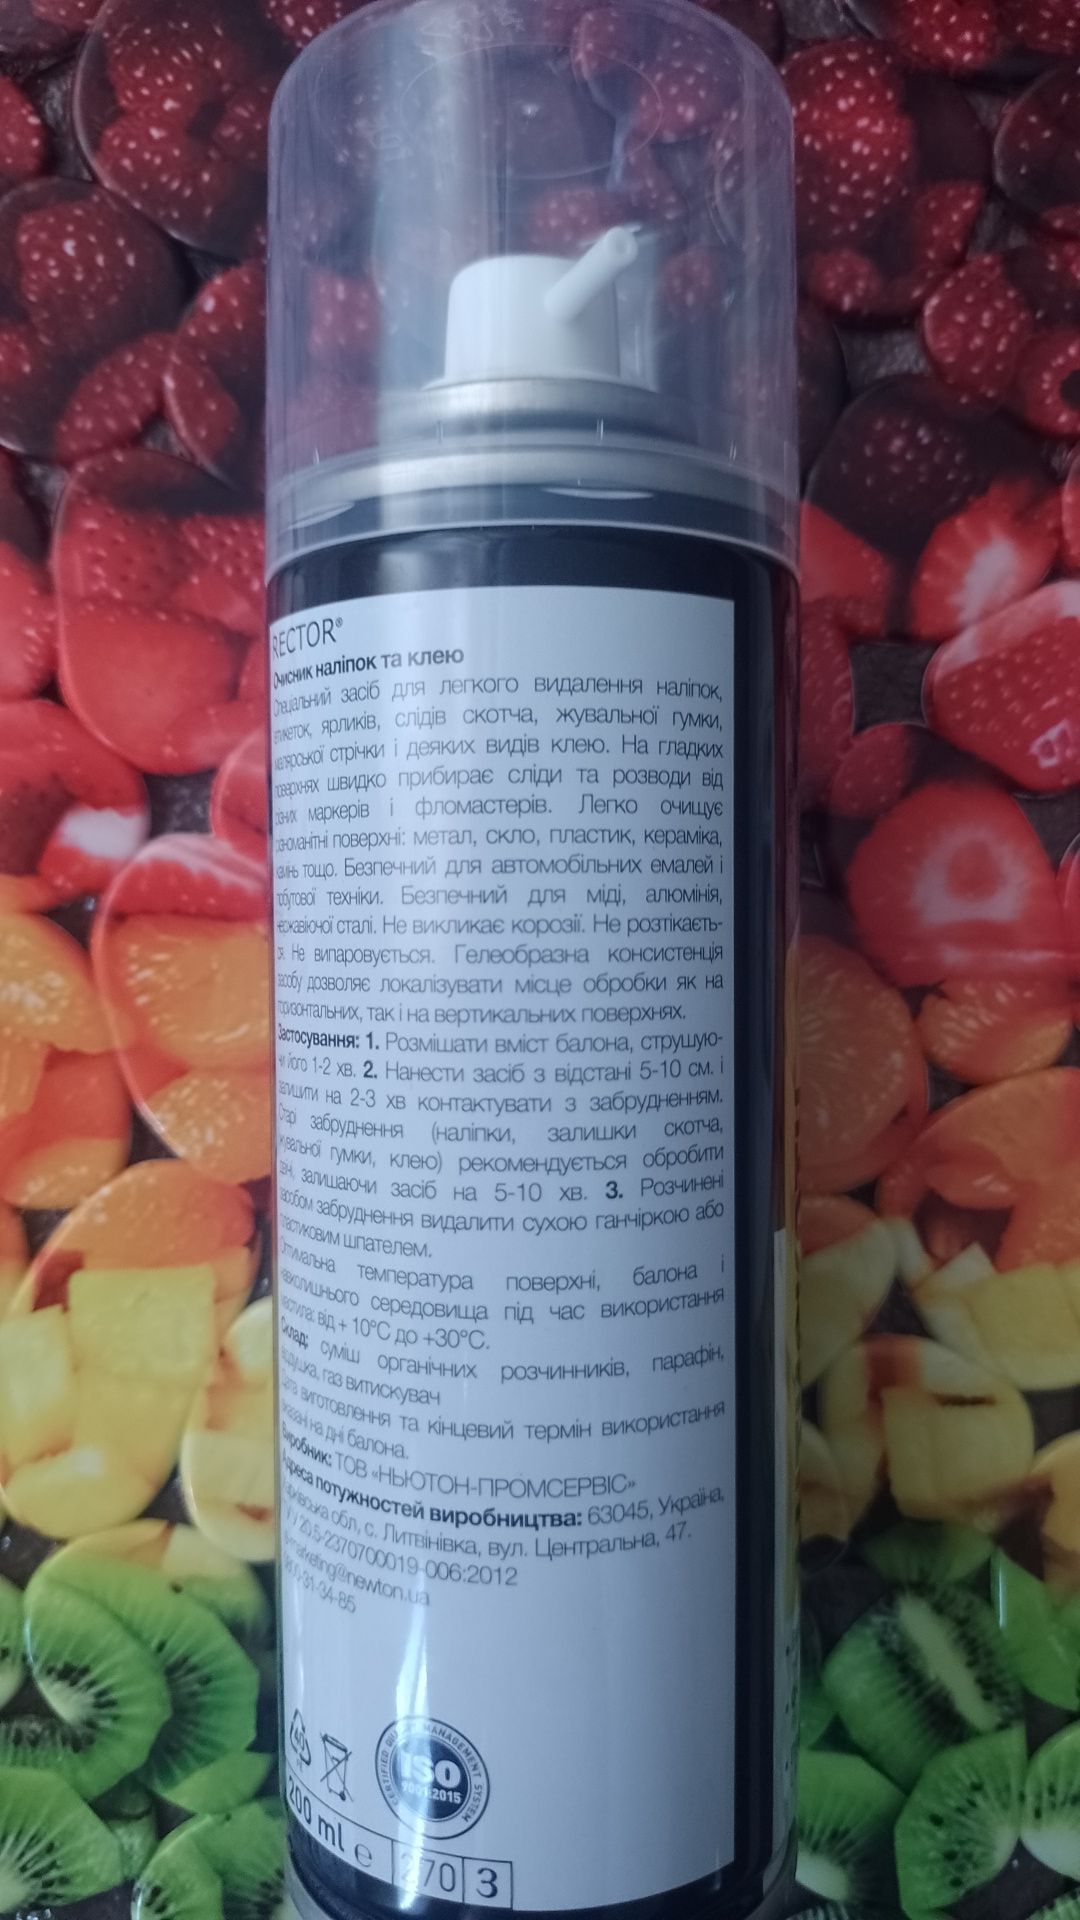 RECTOR®
Очисник наліпок та клею
Спеціальний засіб для легкого видалення наліпок,
етикеток, ярликів, слідів скотча, жувальної гумки,
малярської стрічки і деяких видів клею. На гладких
поверхнях швидко прибирає сліди та розводи від
різних маркерів і фломастерів. Легко очищує
різноманітні поверхні: метал, скло, пластик, кераміка,
камінь тощо. Безпечний для автомобільних емалей і
побутової техніки. Безпечний для міді, алюмінія,
нержавіючої сталі. Не викликає корозії. Не розтікаєть-
ся. Не випаровується. Гелеобразна консистенція
засобу дозволяє локалізувати місце обробки як на
горизонтальних, так і на вертикальних поверхнях.
Застосування: 1. Розмішати вміст балона, струшую-
чи його 1-2 хв. 2. Нанести засіб з відстані 5-10 см. і
залишити на 2-3 хв контактувати з забрудненням.
Старі забруднення (наліпки, залишки скотча,
жувальної гумки, клею) рекомендується обробити
двічі, залишаючи засіб на 5-10 хв. 3. Розчинені
засобом забруднення видалити сухою ганчіркою або
пластиковим шпателем.
Оптимальна температура поверхні, балона і
навколишнього середовища під час використання
мастила: від + 10°C до +30°C.
Склад: суміш органічних розчинників, парафін,
віддушка, газ витискувач
Дата виготовлення та кінцевий термін використання
вказані на дні балона.
Виробник: ТОВ «НЬЮТОН-ПРОМСЕРВІС»
Адреса потужностей виробництва: 63045, Україна,
Харківська обл, с. Литвінівка, вул. Центральна, 47.
20.5-2370700019-006:2012
marketing@newton.ua
31-34-85
40
CERTIFIED QUALITY MANAGEMENT SYSTEM
ISO
9001:2015
200 ml e
270 3